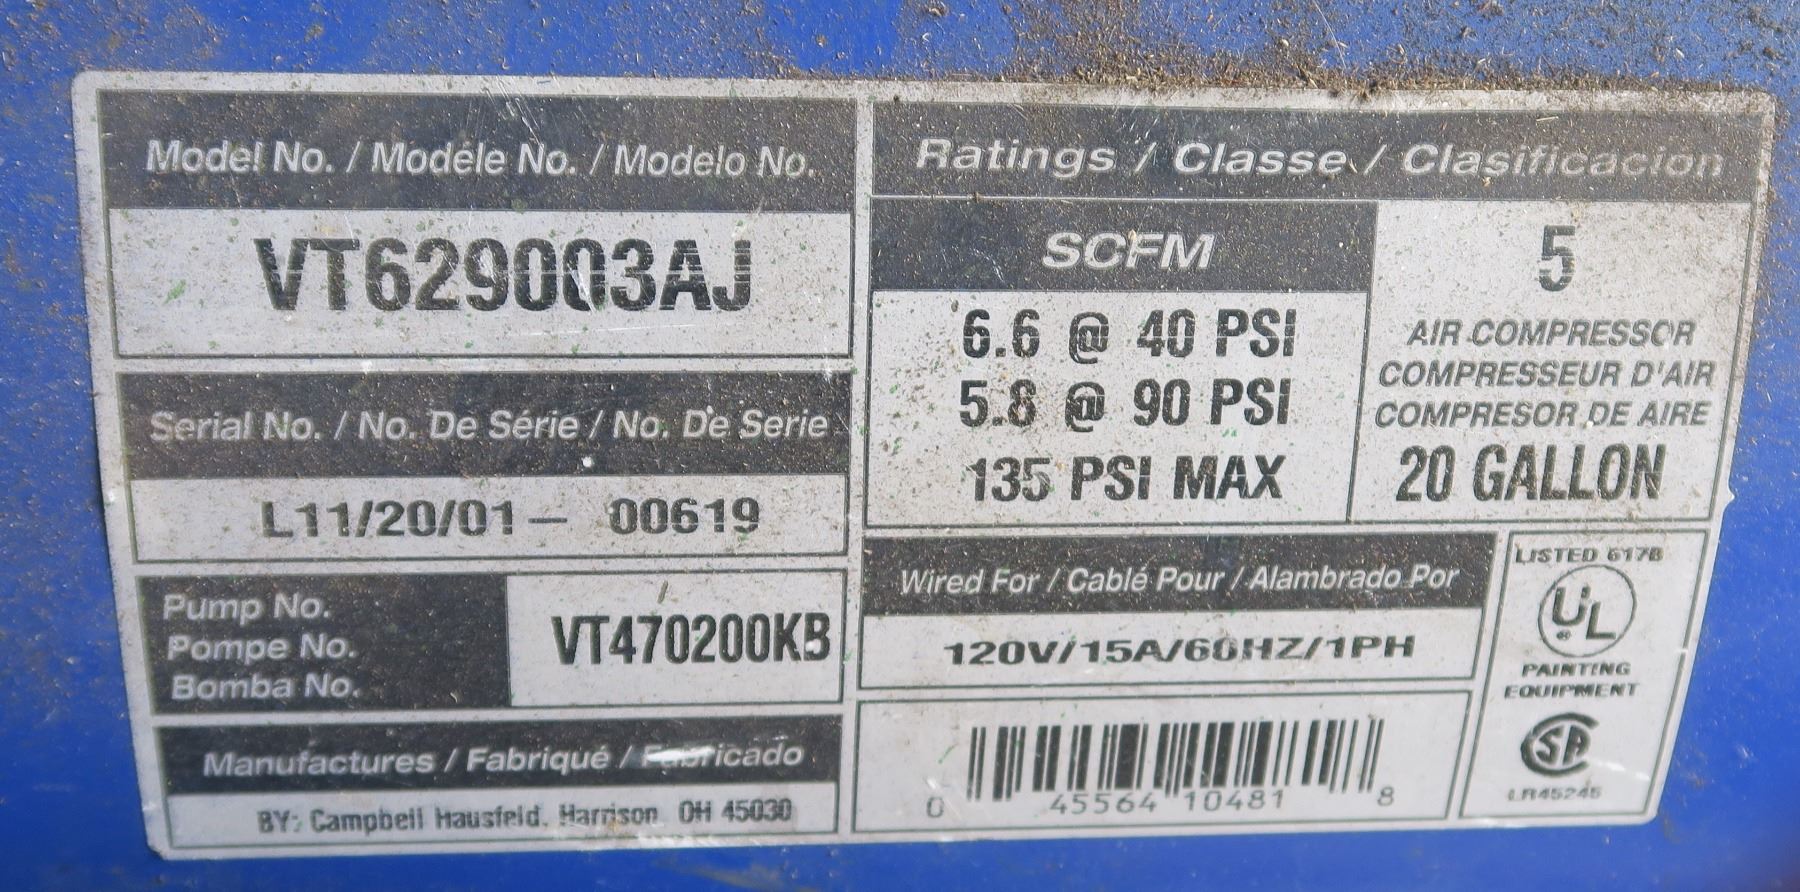 Model No. / Modéle No. / Modelo No.
VT629003AJ
Serial No. / No. De Série / No. De Serie
L11/20/01 — 00619
Pump No.
Pompe No.
Bomba No.
VT470200KB
Manufactures / Fabriqué / Fabricado
BY: Campbell Hausfeld, Harrison OH 45030
Ratings / Classe / Clasificacion
SCFM
6.6 @ 40 PSI
5.8 @ 90 PSI
135 PSI MAX
5
AIR COMPRESSOR
COMPRESSEUR D'AIR
COMPRESOR DE AIRE
20 GALLON
Wired For / Cablé Pour / Alambrado Por
120V/15A/60HZ/1PH
0 45564 10481 8
LISTED 617B
UL
®
PAINTING
EQUIPMENT
SA
LR45245